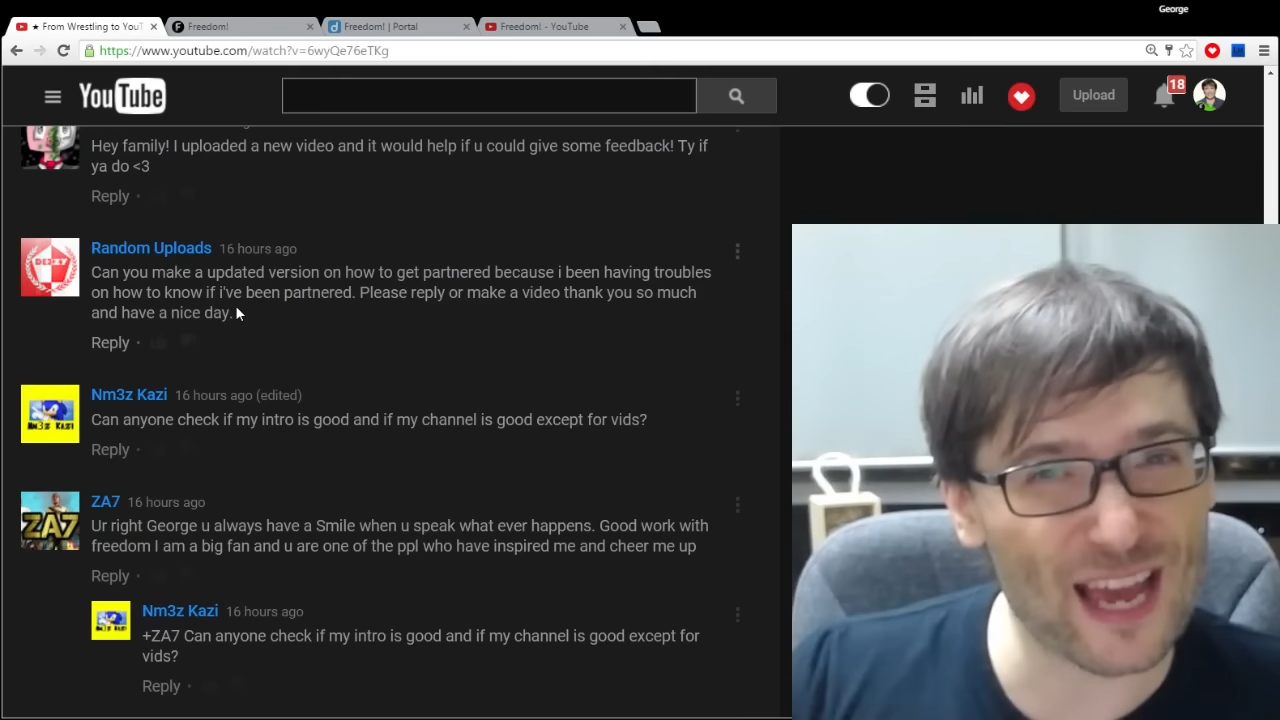 George
★ From Wrestling to YouT
Freedom!
Freedom! | Portal
Freedom! - YouTube
https://www.youtube.com/watch?v=6wyQe76eTKg
YouTube
Upload
18
Hey family! I uploaded a new video and it would help if u could give some feedback! Ty if
ya do <3
Reply ·
Random Uploads 16 hours ago
Can you make a updated version on how to get partnered because i been having troubles
on how to know if i've been partnered. Please reply or make a video thank you so much
and have a nice day.
Reply ·
Nm3z Kazi 16 hours ago (edited)
Can anyone check if my intro is good and if my channel is good except for vids?
Reply ·
ZA7 16 hours ago
Ur right George u always have a Smile when u speak what ever happens. Good work with
freedom I am a big fan and u are one of the ppl who have inspired me and cheer me up
ZA7
Reply ·
Nm3z Kazi 16 hours ago
+ZA7 Can anyone check if my intro is good and if my channel is good except for
vids?
Reply ·